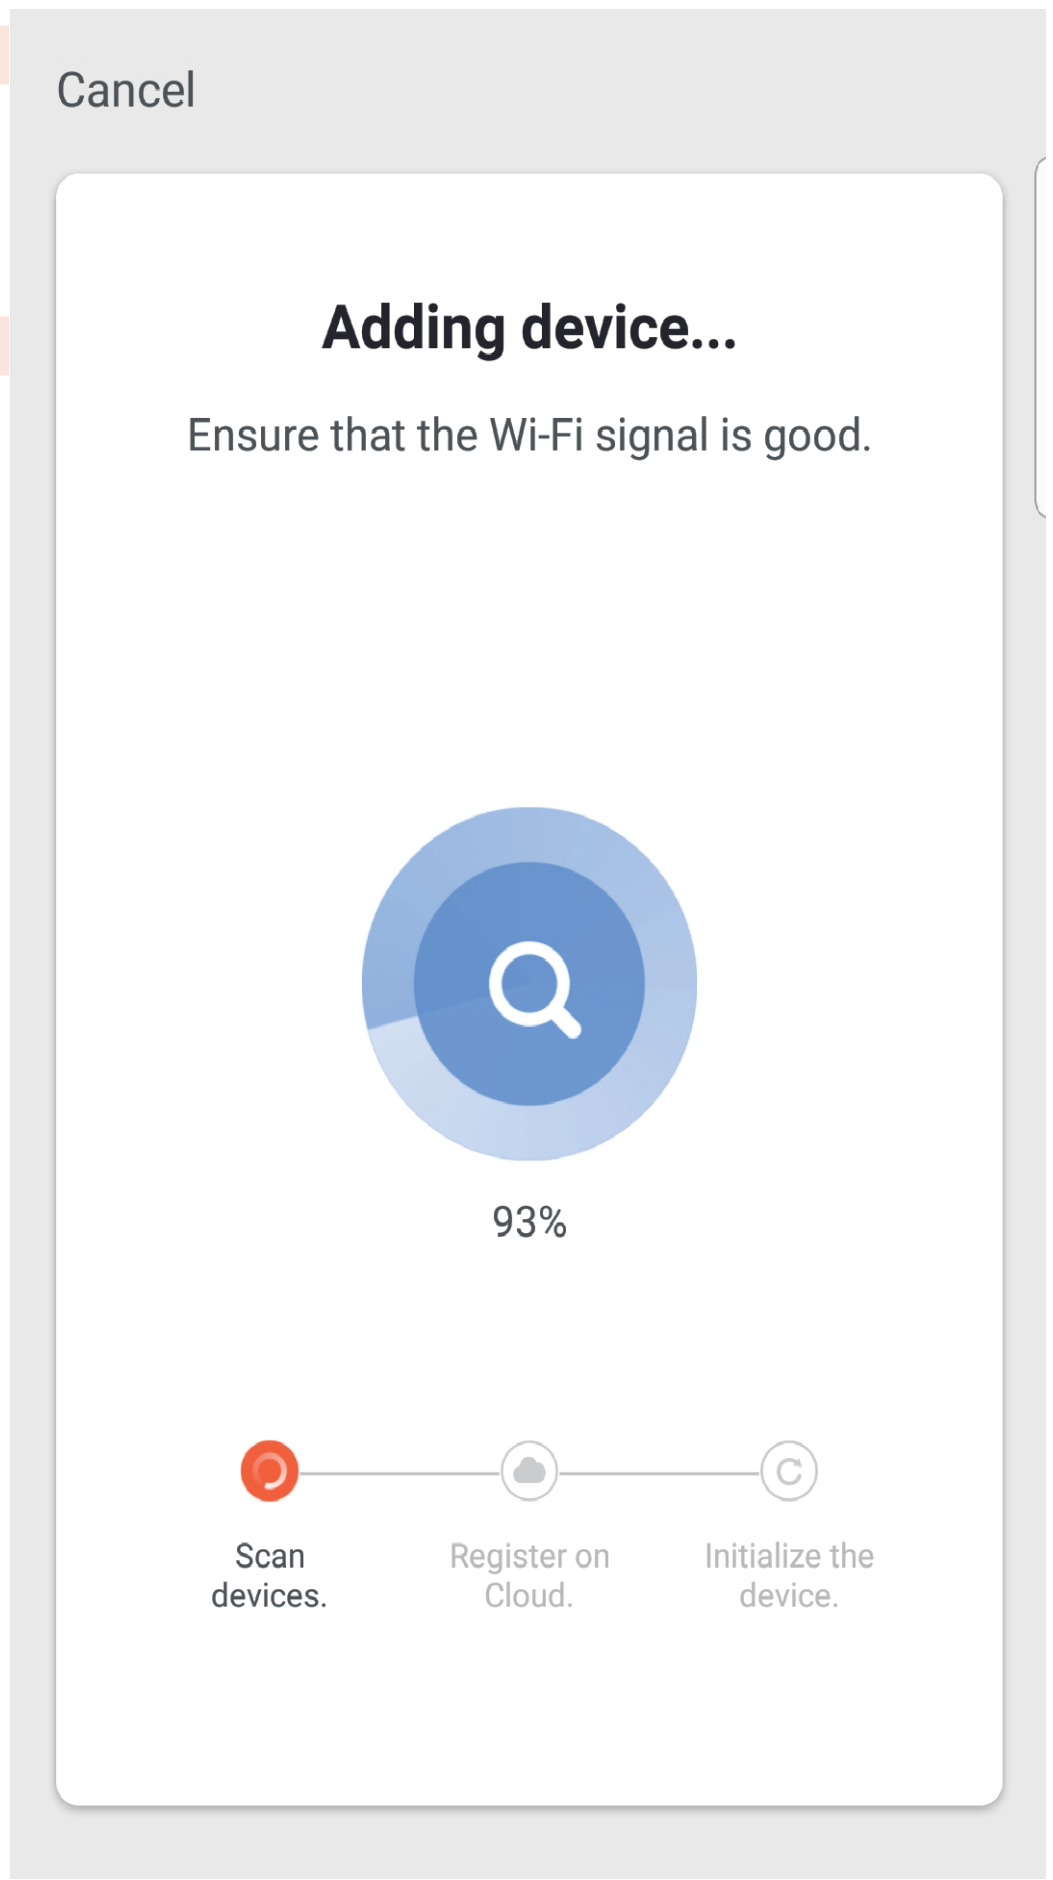 Cancel
Adding device...
Ensure that the Wi-Fi signal is good.
93%
Scan
devices.
Register on
Cloud.
Initialize the
device.